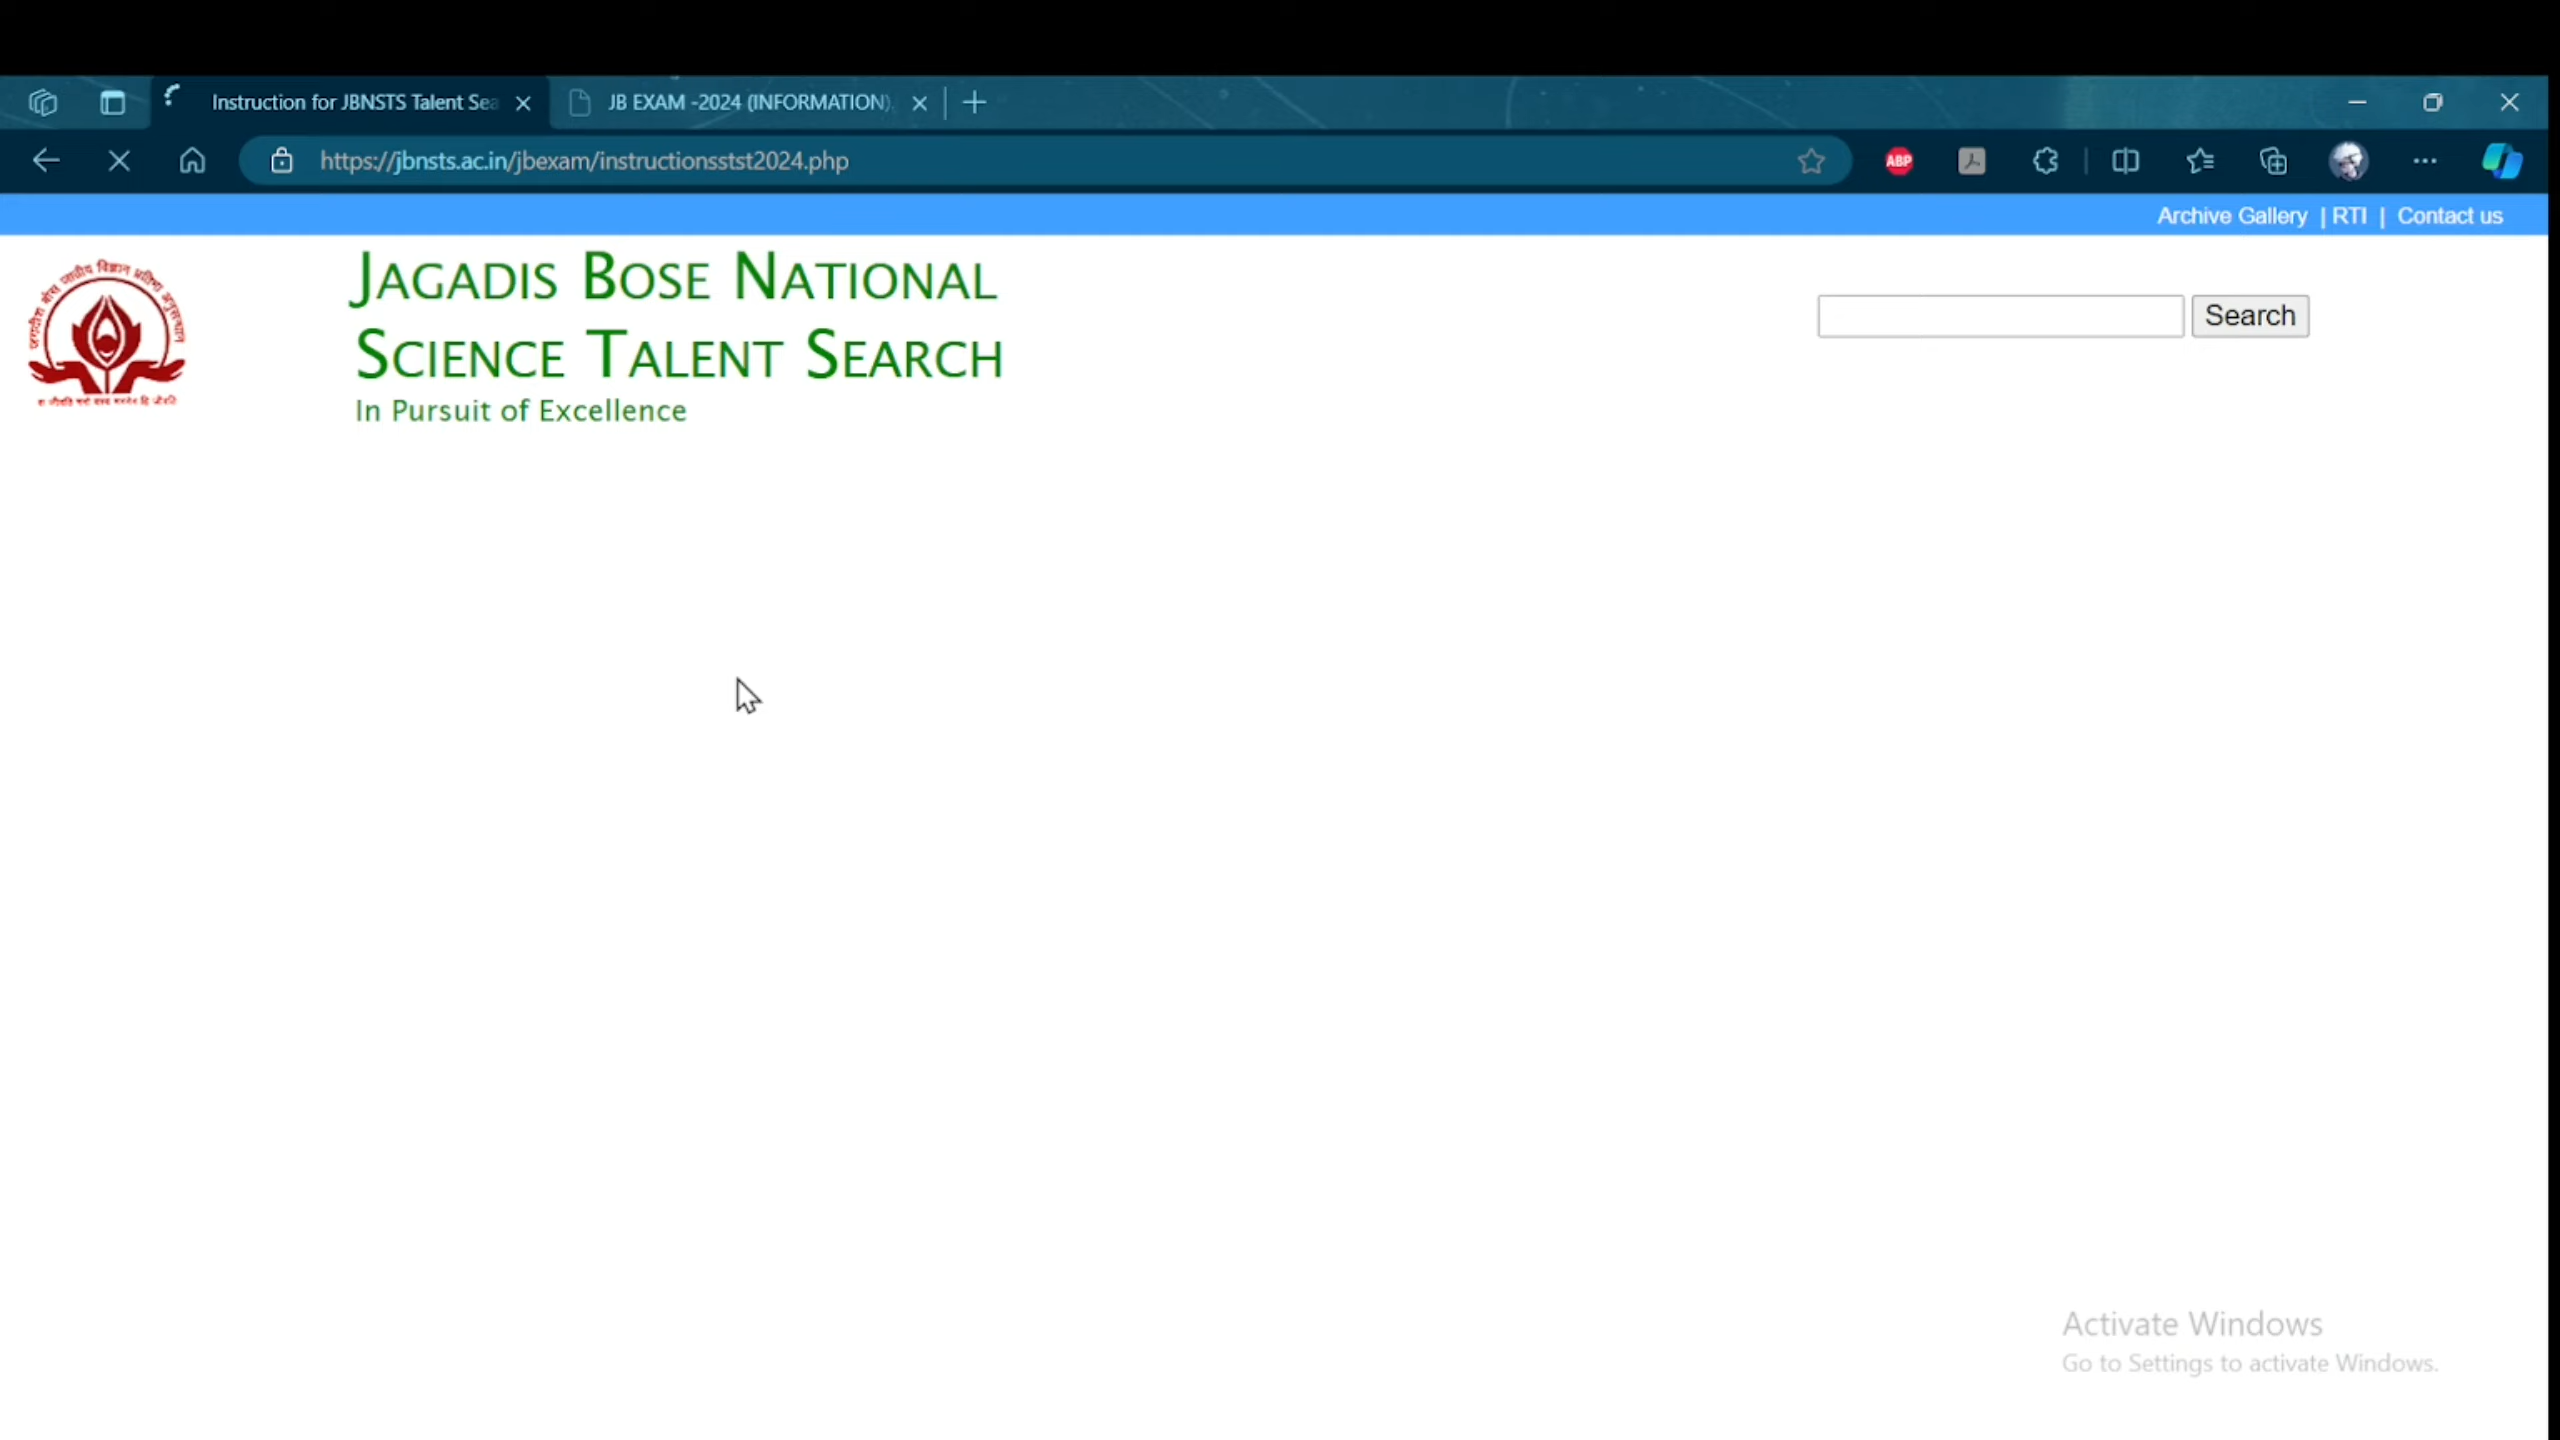 Instruction for JBNSTS Talent Sea
JB EXAM -2024 (INFORMATION).
https://jbnsts.ac.in/jbexam/instructionsstst2024.php
ABP
Archive Gallery | RTI | Contact us
JAGADIS BOSE NATIONAL
SCIENCE TALENT SEARCH
In Pursuit of Excellence
Search
Activate Windows
Go to Settings to activate Windows.